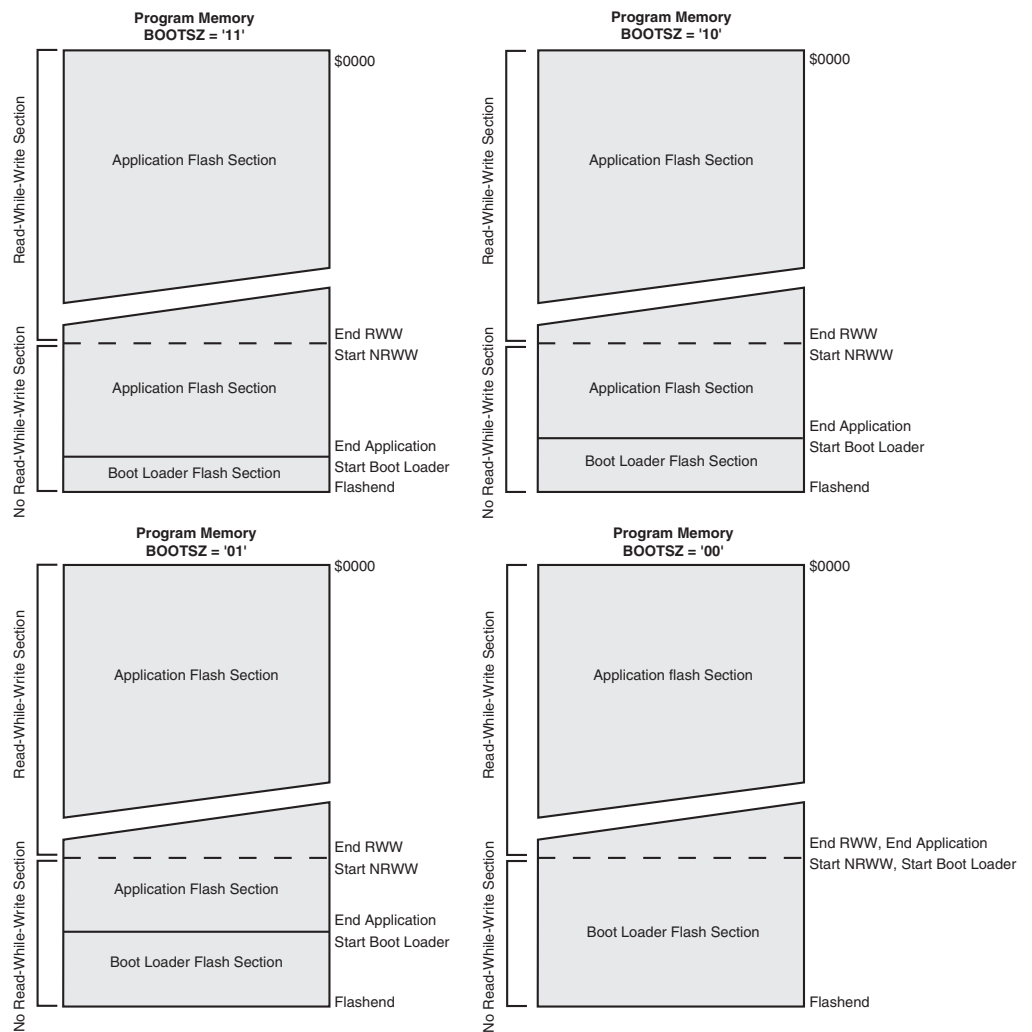 Program Memory
BOOTSZ = '11'
$0000
Read-While-Write Section
Application Flash Section
End RWW
Start NRWW
No Read-While-Write Section
Application Flash Section
End Application
Start Boot Loader
Boot Loader Flash Section
Flashend
Program Memory
BOOTSZ = '10'
$0000
Read-While-Write Section
Application Flash Section
End RWW
Start NRWW
No Read-While-Write Section
Application Flash Section
End Application
Start Boot Loader
Boot Loader Flash Section
Flashend
Program Memory
BOOTSZ = '01'
$0000
Read-While-Write Section
Application Flash Section
End RWW
Start NRWW
No Read-While-Write Section
Application Flash Section
End Application
Start Boot Loader
Boot Loader Flash Section
Flashend
Program Memory
BOOTSZ = '00'
$0000
Read-While-Write Section
Application flash Section
End RWW, End Application
Start NRWW, Start Boot Loader
No Read-While-Write Section
Boot Loader Flash Section
Flashend